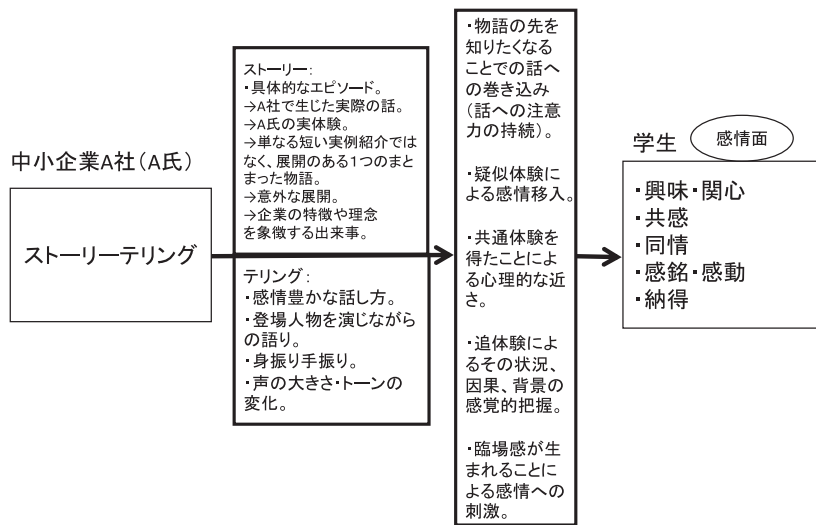 中小企業A社（A氏）
ストーリーテリング
ストーリー：
・具体的なエピソード。
→A社で生じた実際の話。
→A氏の実体験。
→単なる短い実例紹介ではなく、展開のある1つのまとまった物語。
→意外な展開。
→企業の特徴や理念
を象徴する出来事。
テリング：
・感情豊かな話し方。
・登場人物を演じながら
の語り。
・身振り手振り。
・声の大きさ・トーンの
変化。
・物語の先を
知りたくなる
ことでの話へ
の巻き込み
（話への注意
力の持続）。
・疑似体験に
よる感情移入。
・共通体験を
得たことによ
る心理的な近
さ。
・追体験によ
るその状況、
因果、背景の
感覚的把握。
・臨場感が生
まれることに
よる感情への
刺激。
学生
感情面
・興味・関心
・共感
・同情
・感銘・感動
・納得